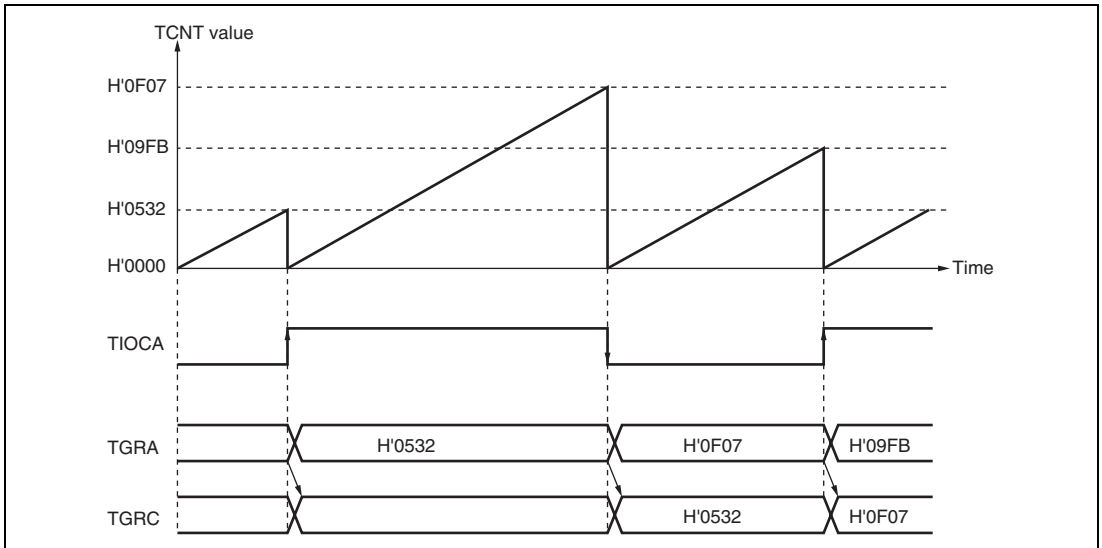 TCNT value
H'0F07
H'09FB
H'0532
H'0000
Time
TIOCA
TGRA
H'0532
H'0F07
H'09FB
TGRC
H'0532
H'0F07